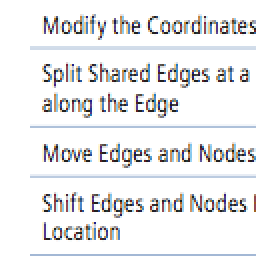 Modify the Coordinates
Split Shared Edges at a
along the Edge
Move Edges and Nodes
Shift Edges and Nodes
Location